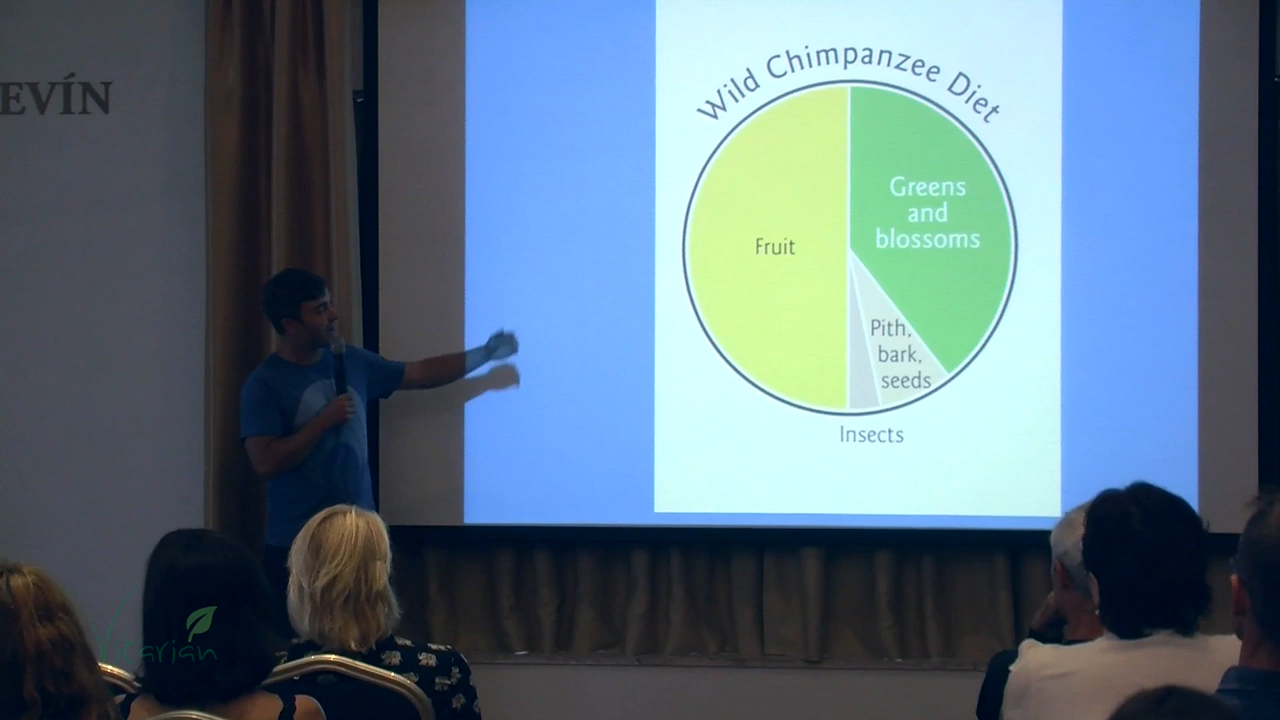 EVÍN
Wild Chimpanzee Diet
Greens
and
blossoms
Fruit
Pith,
bark,
seeds
Insects
Vitarian